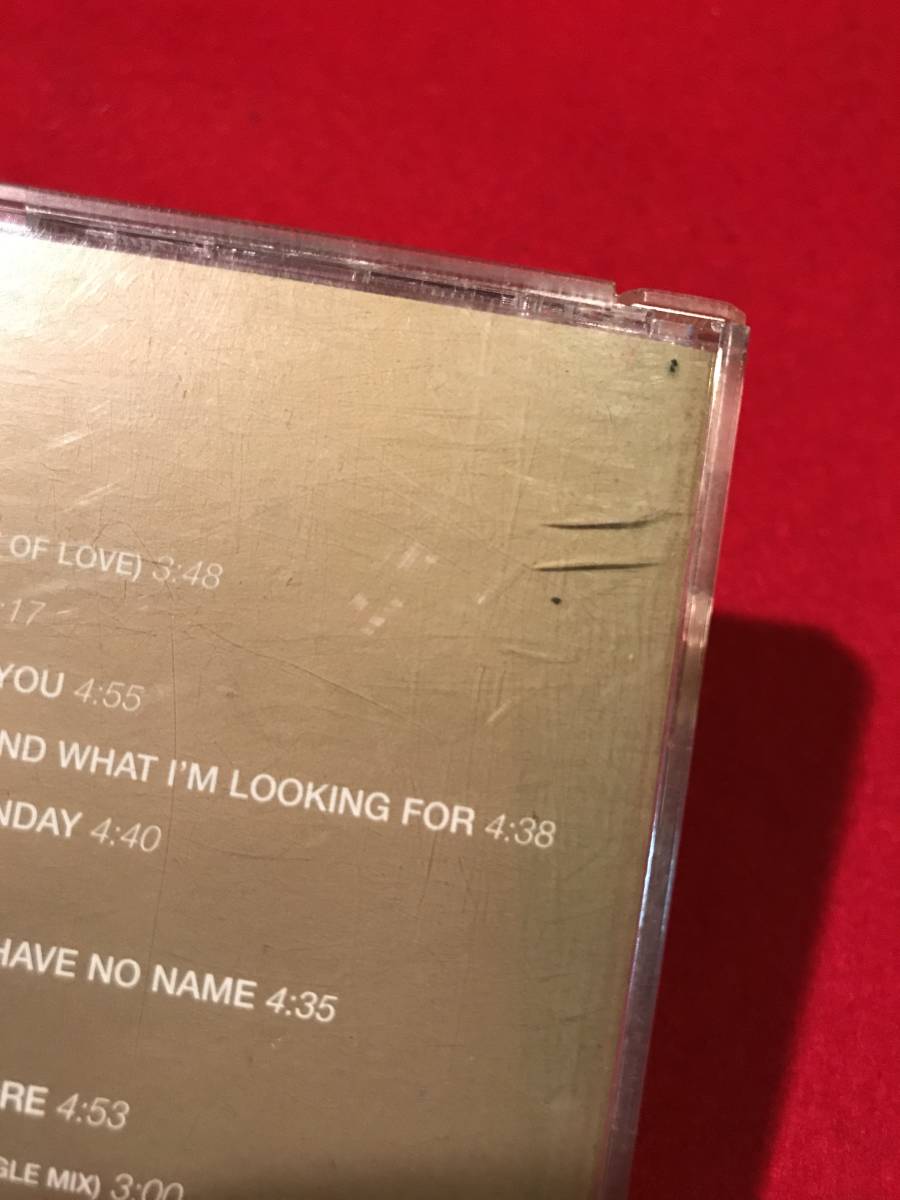 OF LOVE) 3:48
:17
YOU 4:55
ND WHAT I'M LOOKING FOR 4:38
NDAY 4:40
HAVE NO NAME 4:35
RE 4:53
GLE MIX) 3:00